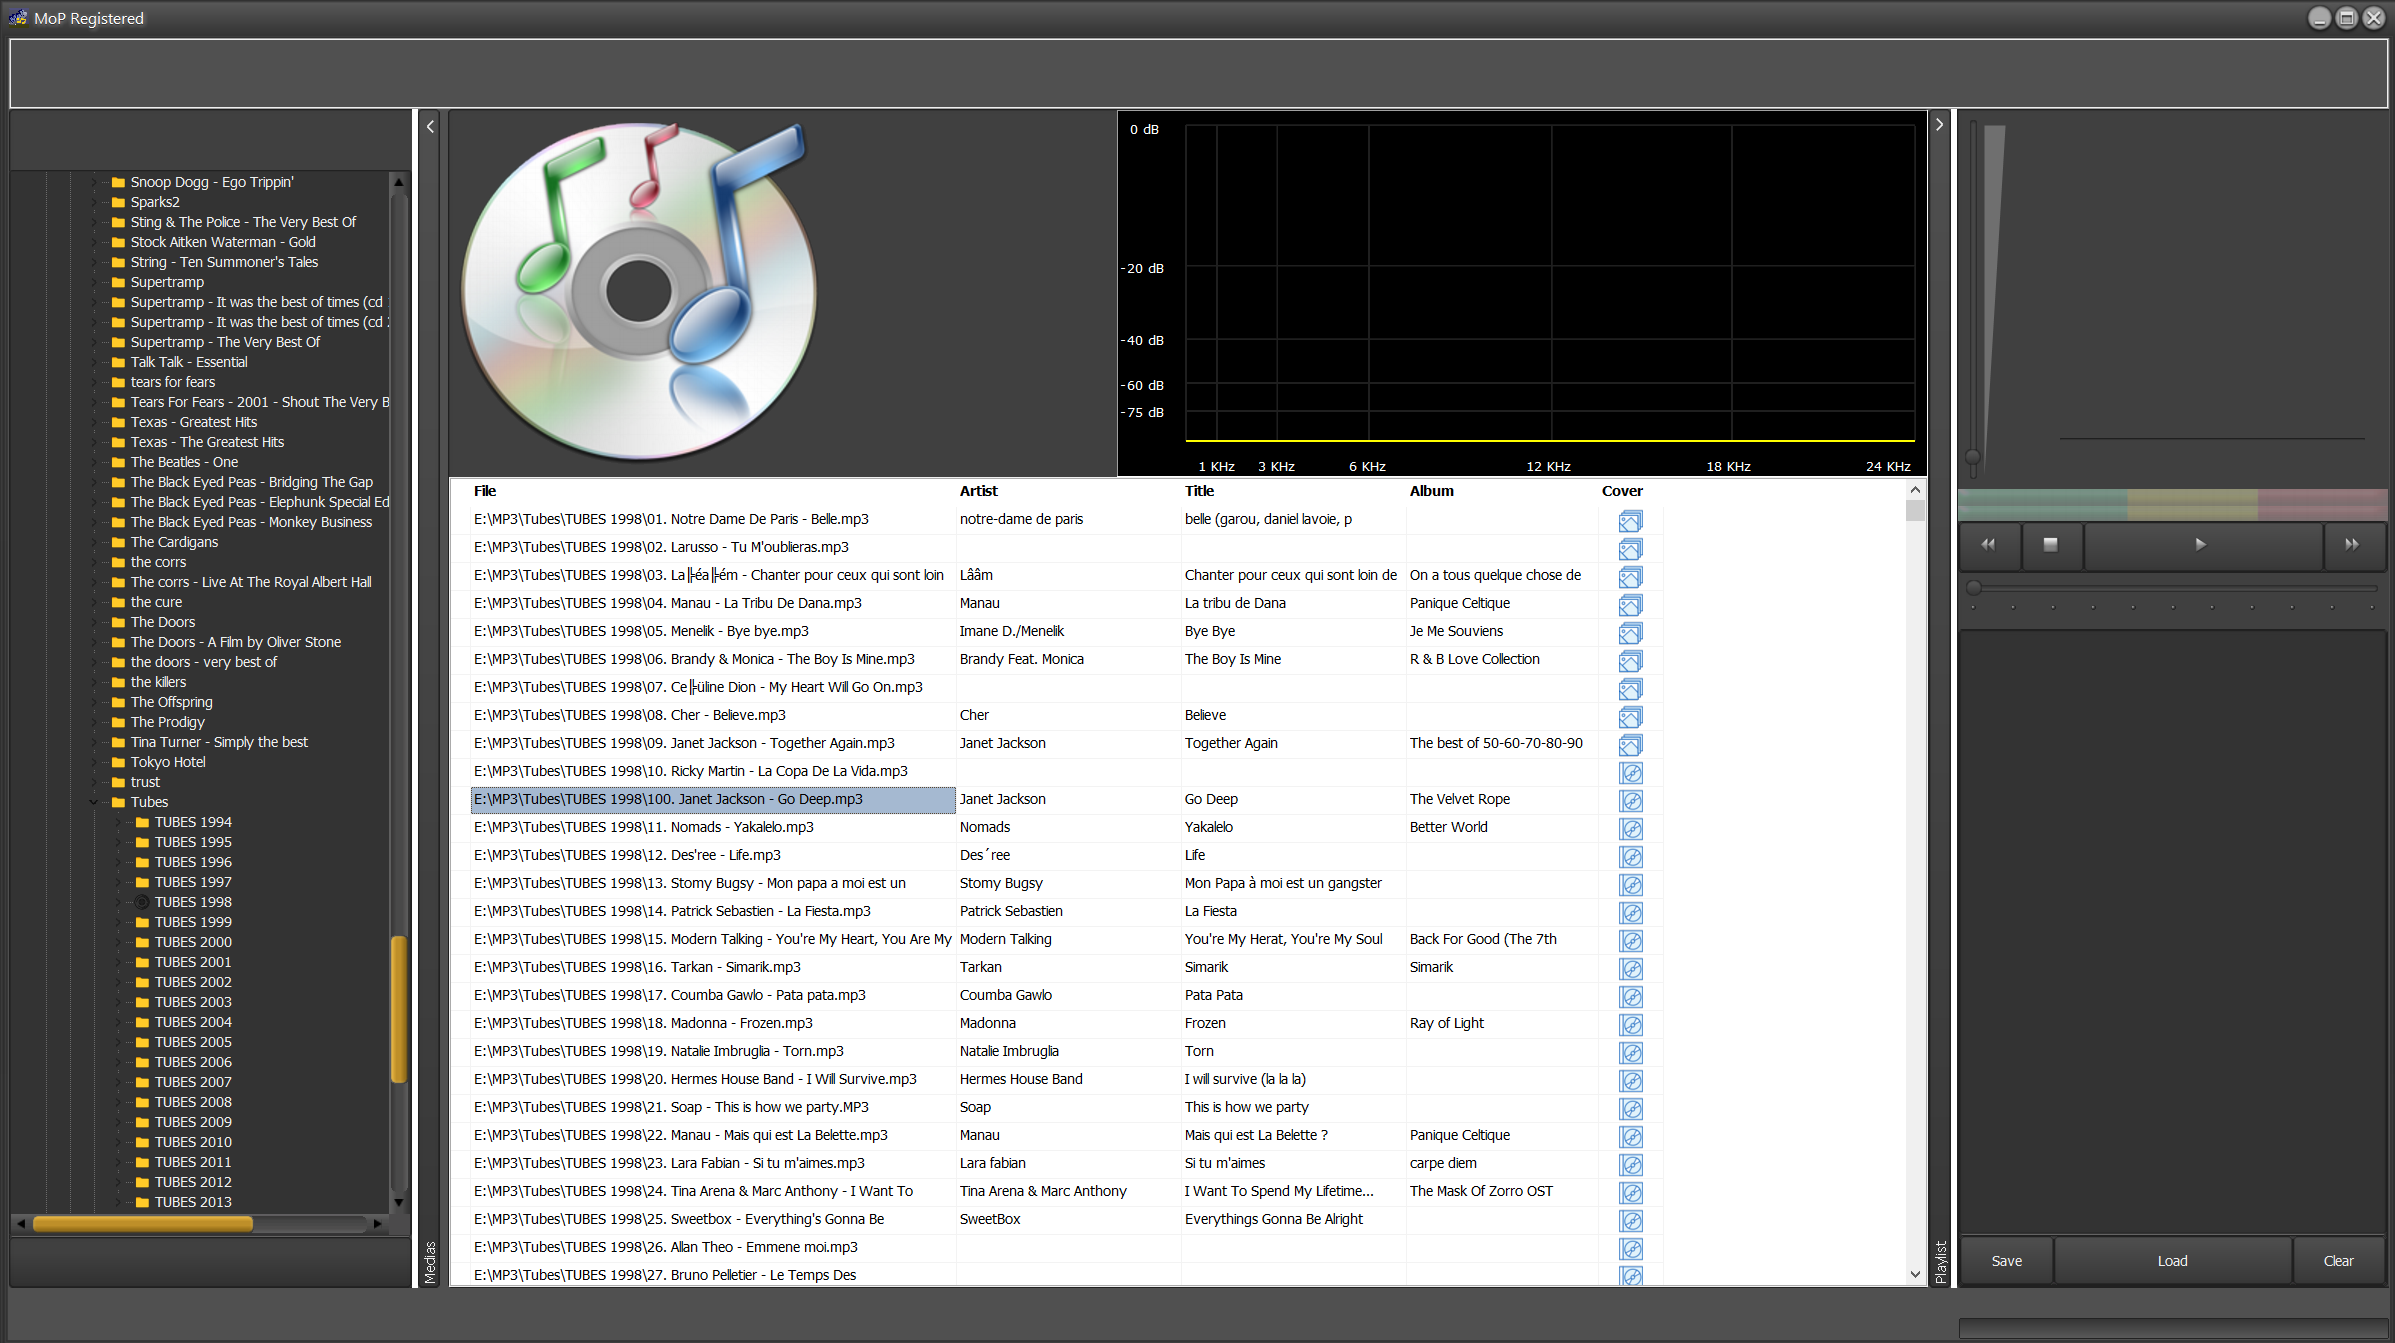 MoP Registered
Snoop Dogg - Ego Trippin'
Sparks2
Sting & The Police - The Very Best Of
Stock Aitken Waterman - Gold
String - Ten Summoner's Tales
Supertramp
Supertramp - It was the best of times (cd
Supertramp - It was the best of times (cd
Supertramp - The Very Best Of
Talk Talk - Essential
tears for fears
Tears For Fears - 2001 - Shout The Very B
Texas - Greatest Hits
Texas - The Greatest Hits
The Beatles - One
The Black Eyed Peas - Bridging The Gap
The Black Eyed Peas - Elephunk Special Ed
The Black Eyed Peas - Monkey Business
The Cardigans
the corrs
The corrs - Live At The Royal Albert Hall
the cure
The Doors
The Doors - A Film by Oliver Stone
the doors - very best of
the killers
The Offspring
The Prodigy
Tina Turner - Simply the best
Tokyo Hotel
trust
Tubes
TUBES 1994
TUBES 1995
TUBES 1996
TUBES 1997
TUBES 1998
TUBES 1999
TUBES 2000
TUBES 2001
TUBES 2002
TUBES 2003
TUBES 2004
TUBES 2005
TUBES 2006
TUBES 2007
TUBES 2008
TUBES 2009
TUBES 2010
TUBES 2011
TUBES 2012
TUBES 2013
Medias
0 dB
-20 dB
-40 dB
-60 dB
-75 dB
1 KHz 3 KHz 6 KHz 12 KHz 18 KHz 24 KHz
File Artist Title Album Cover
E:\MP3\Tubes\TUBES 1998\01. Notre Dame De Paris - Belle.mp3 notre-dame de paris belle (garou, daniel lavoie, p
E:\MP3\Tubes\TUBES 1998\02. Larusso - Tu M'oublieras.mp3
E:\MP3\Tubes\TUBES 1998\03. La╠éa╠ém - Chanter pour ceux qui sont loin Lââm Chanter pour ceux qui sont loin de On a tous quelque chose de
E:\MP3\Tubes\TUBES 1998\04. Manau - La Tribu De Dana.mp3 Manau La tribu de Dana Panique Celtique
E:\MP3\Tubes\TUBES 1998\05. Menelik - Bye bye.mp3 Imane D./Menelik Bye Bye Je Me Souviens
E:\MP3\Tubes\TUBES 1998\06. Brandy & Monica - The Boy Is Mine.mp3 Brandy Feat. Monica The Boy Is Mine R & B Love Collection
E:\MP3\Tubes\TUBES 1998\07. Ce╠üline Dion - My Heart Will Go On.mp3
E:\MP3\Tubes\TUBES 1998\08. Cher - Believe.mp3 Cher Believe
E:\MP3\Tubes\TUBES 1998\09. Janet Jackson - Together Again.mp3 Janet Jackson Together Again The best of 50-60-70-80-90
E:\MP3\Tubes\TUBES 1998\10. Ricky Martin - La Copa De La Vida.mp3
E:\MP3\Tubes\TUBES 1998\100. Janet Jackson - Go Deep.mp3 Janet Jackson Go Deep The Velvet Rope
E:\MP3\Tubes\TUBES 1998\11. Nomads - Yakalelo.mp3 Nomads Yakalelo Better World
E:\MP3\Tubes\TUBES 1998\12. Des'ree - Life.mp3 Des´ree Life
E:\MP3\Tubes\TUBES 1998\13. Stomy Bugsy - Mon papa a moi est un Stomy Bugsy Mon Papa à moi est un gangster
E:\MP3\Tubes\TUBES 1998\14. Patrick Sebastien - La Fiesta.mp3 Patrick Sebastien La Fiesta
E:\MP3\Tubes\TUBES 1998\15. Modern Talking - You're My Heart, You Are My Modern Talking You're My Herat, You're My Soul Back For Good (The 7th
E:\MP3\Tubes\TUBES 1998\16. Tarkan - Simarik.mp3 Tarkan Simarik Simarik
E:\MP3\Tubes\TUBES 1998\17. Coumba Gawlo - Pata pata.mp3 Coumba Gawlo Pata Pata
E:\MP3\Tubes\TUBES 1998\18. Madonna - Frozen.mp3 Madonna Frozen Ray of Light
E:\MP3\Tubes\TUBES 1998\19. Natalie Imbruglia - Torn.mp3 Natalie Imbruglia Torn
E:\MP3\Tubes\TUBES 1998\20. Hermes House Band - I Will Survive.mp3 Hermes House Band I will survive (la la la)
E:\MP3\Tubes\TUBES 1998\21. Soap - This is how we party.MP3 Soap This is how we party
E:\MP3\Tubes\TUBES 1998\22. Manau - Mais qui est La Belette.mp3 Manau Mais qui est La Belette ? Panique Celtique
E:\MP3\Tubes\TUBES 1998\23. Lara Fabian - Si tu m'aimes.mp3 Lara fabian Si tu m'aimes carpe diem
E:\MP3\Tubes\TUBES 1998\24. Tina Arena & Marc Anthony - I Want To Tina Arena & Marc Anthony I Want To Spend My Lifetime... The Mask Of Zorro OST
E:\MP3\Tubes\TUBES 1998\25. Sweetbox - Everything's Gonna Be SweetBox Everythings Gonna Be Alright
E:\MP3\Tubes\TUBES 1998\26. Allan Theo - Emmene moi.mp3
E:\MP3\Tubes\TUBES 1998\27. Bruno Pelletier - Le Temps Des
Playlist
Save Load Clear